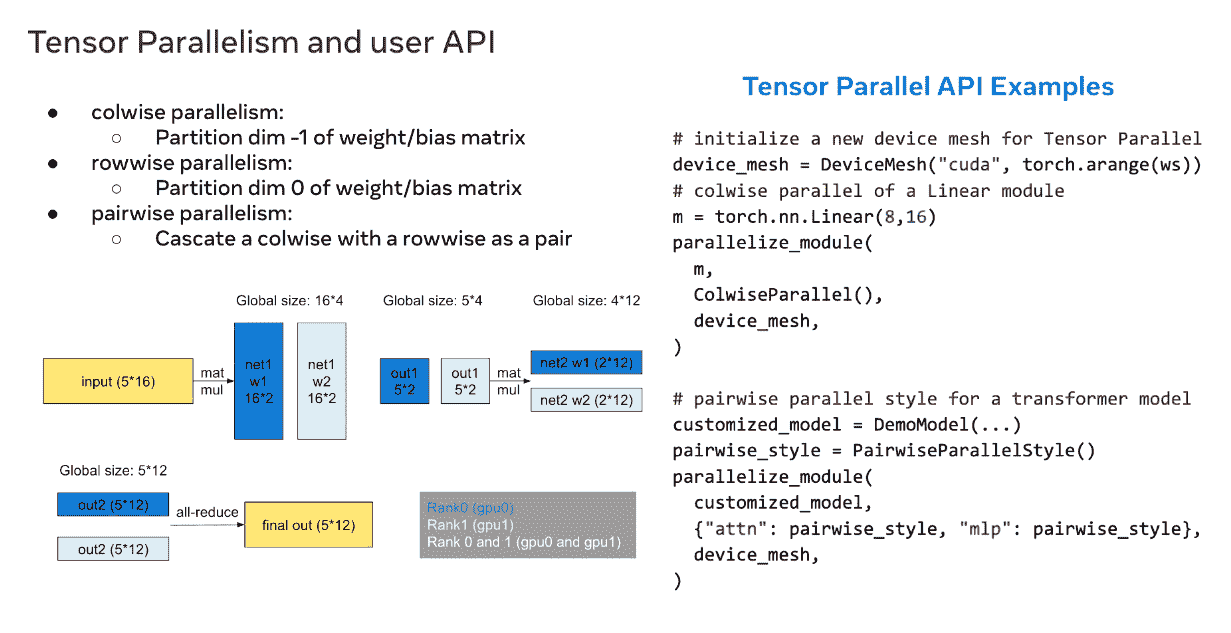 Tensor Parallelism and user API
● colwise parallelism:
○ Partition dim -1 of weight/bias matrix
● rowwise parallelism:
○ Partition dim 0 of weight/bias matrix
● pairwise parallelism:
○ Cascate a colwise with a rowwise as a pair
Global size: 16*4
Global size: 5*4
Global size: 4*12
input (5*16)
mat
mul
net1
w1
16*2
net1
w2
16*2
out1
5*2
out1
5*2
mat
mul
net2 w1 (2*12)
net2 w2 (2*12)
Global size: 5*12
out2 (5*12)
out2 (5*12)
all-reduce
final out (5*12)
Rank0 (gpu0)
Rank1 (gpu1)
Rank 0 and 1 (gpu0 and gpu1)
Tensor Parallel API Examples
# initialize a new device mesh for Tensor Parallel
device_mesh = DeviceMesh("cuda", torch.arange(ws))
# colwise parallel of a Linear module
m = torch.nn.Linear(8,16)
parallelize_module(
m,
ColwiseParallel(),
device_mesh,
)
# pairwise parallel style for a transformer model
customized_model = DemoModel(...)
pairwise_style = PairwiseParallelStyle()
parallelize_module(
customized_model,
{"attn": pairwise_style, "mlp": pairwise_style},
device_mesh,
)